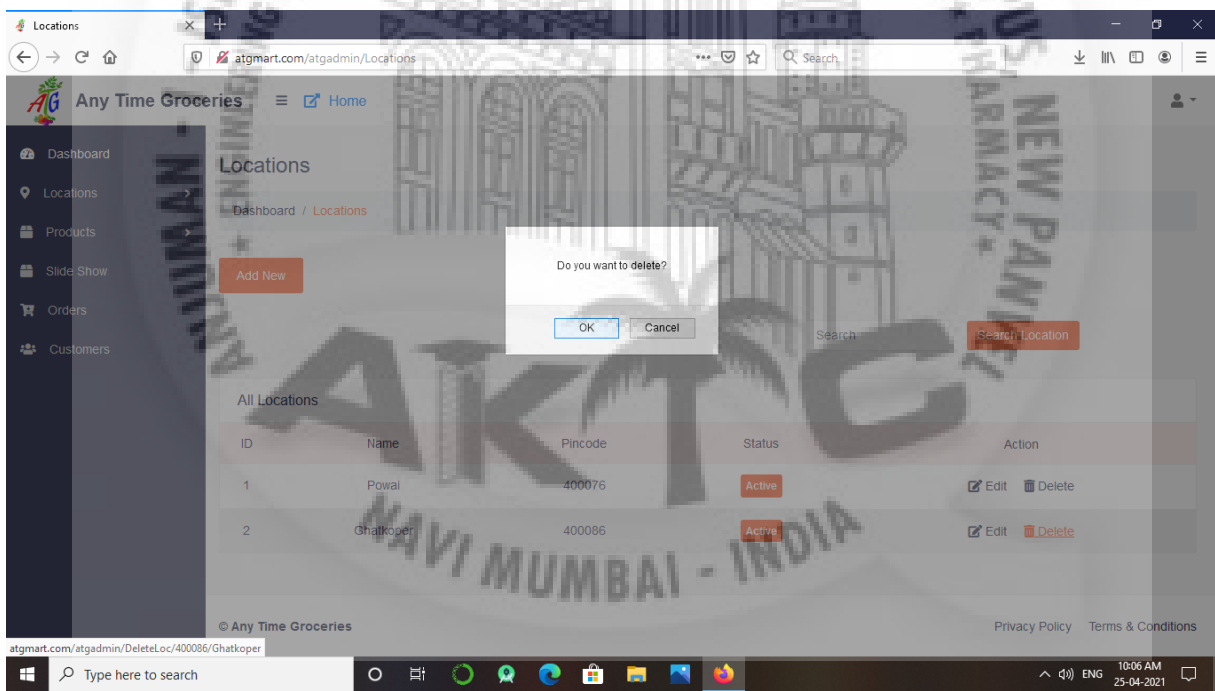 Locations
atgmart.com/atgadmin/Locations
Search
Any Time Groceries
Home
Dashboard
Locations
Products
Slide Show
Orders
Customers
Locations
Dashboard / Locations
Add New
Do you want to delete?
OK Cancel
Search
Search Location
All Locations
ID Name Pincode Status Action
1 Powai 400076 Active Edit Delete
2 Ghatkoper 400086 Active Edit Delete
© Any Time Groceries
Privacy Policy Terms & Conditions
atgmart.com/atgadmin/DeleteLoc/400086/Ghatkoper
Type here to search
ENG
10:06 AM
25-04-2021
AKTC
NAVI MUMBAI - INDIA
NEW PANVEL